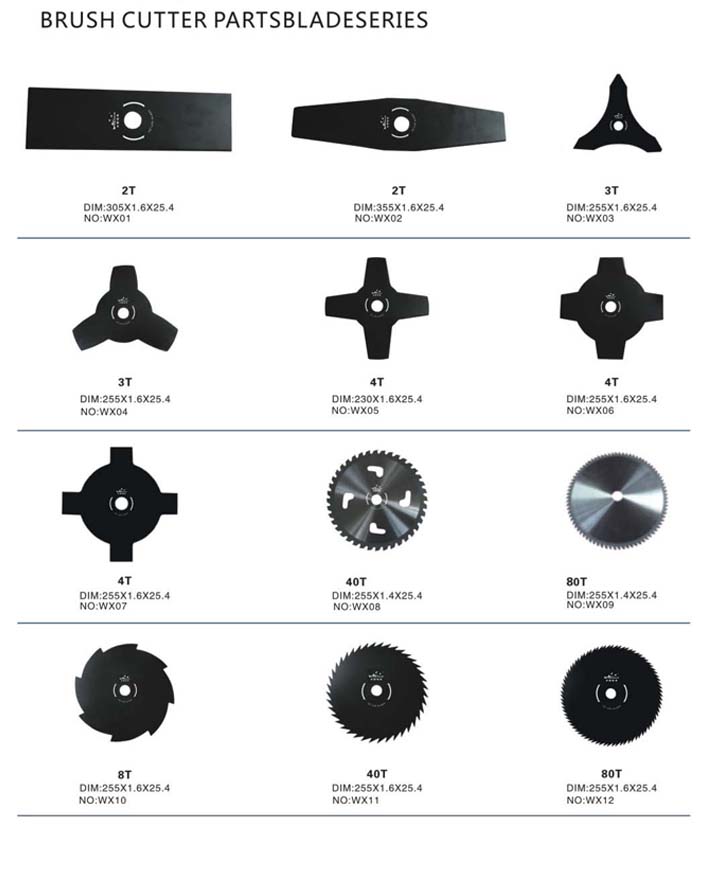 BRUSH CUTTER PARTSBLADESERIES
2T
DIM:305X1.6X25.4
NO:WX01
2T
DIM:355X1.6X25.4
NO:WX02
3T
DIM:255X1.6X25.4
NO:WX03
3T
DIM:255X1.6X25.4
NO:WX04
4T
DIM:230X1.6X25.4
NO:WX05
4T
DIM:255X1.6X25.4
NO:WX06
4T
DIM:255X1.6X25.4
NO:WX07
40T
DIM:255X1.4X25.4
NO:WX08
80T
DIM:255X1.4X25.4
NO:WX09
8T
DIM:255X1.6X25.4
NO:WX10
40T
DIM:255X1.6X25.4
NO:WX11
80T
DIM:255X1.6X25.4
NO:WX12